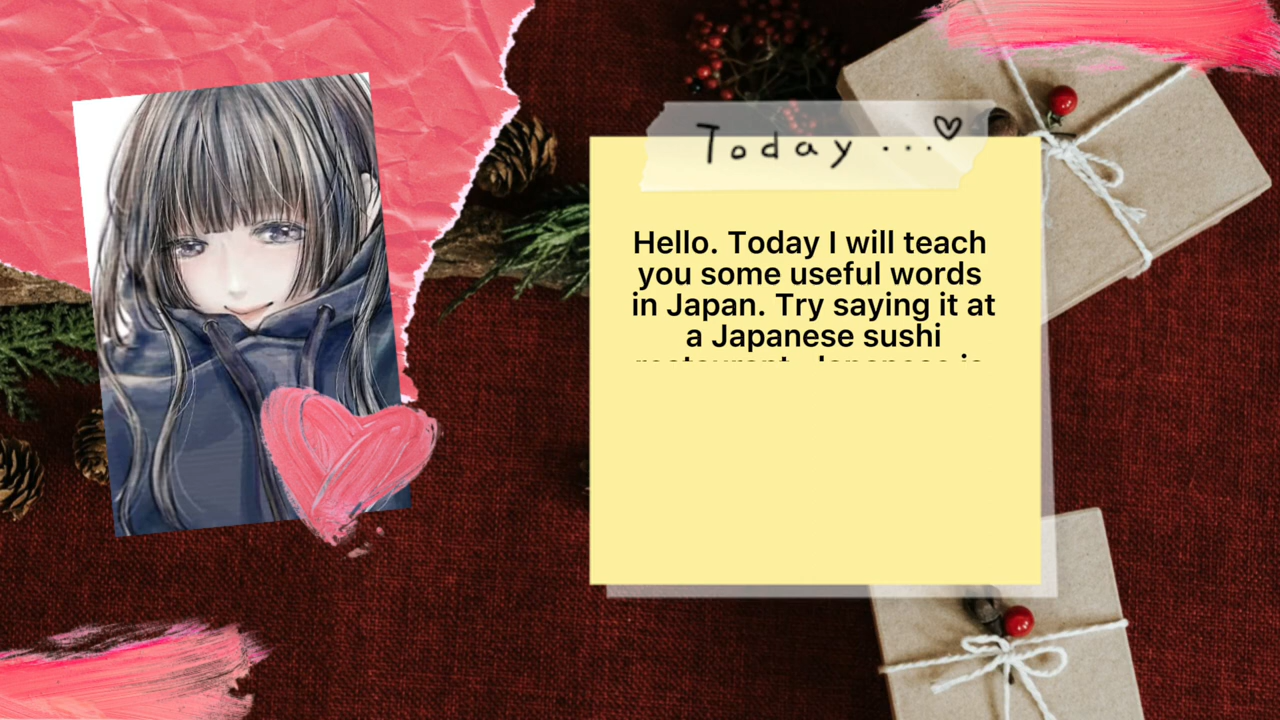 Today ...
Hello. Today I will teach
you some useful words
in Japan. Try saying it at
a Japanese sushi